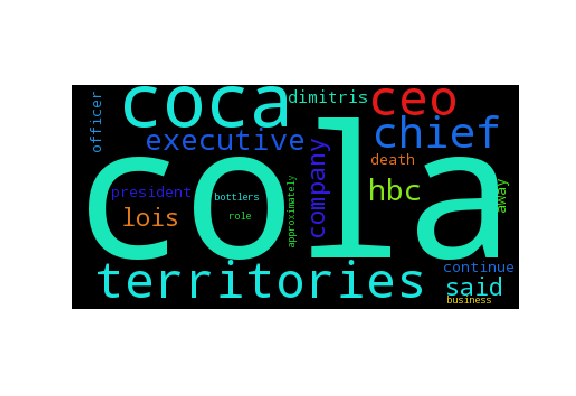 officer
coca
dimitris
ceo
executive
company
chief
death
cola
president
bottlers
approximately
hbc
away
lois
role
territories
continue
said
business